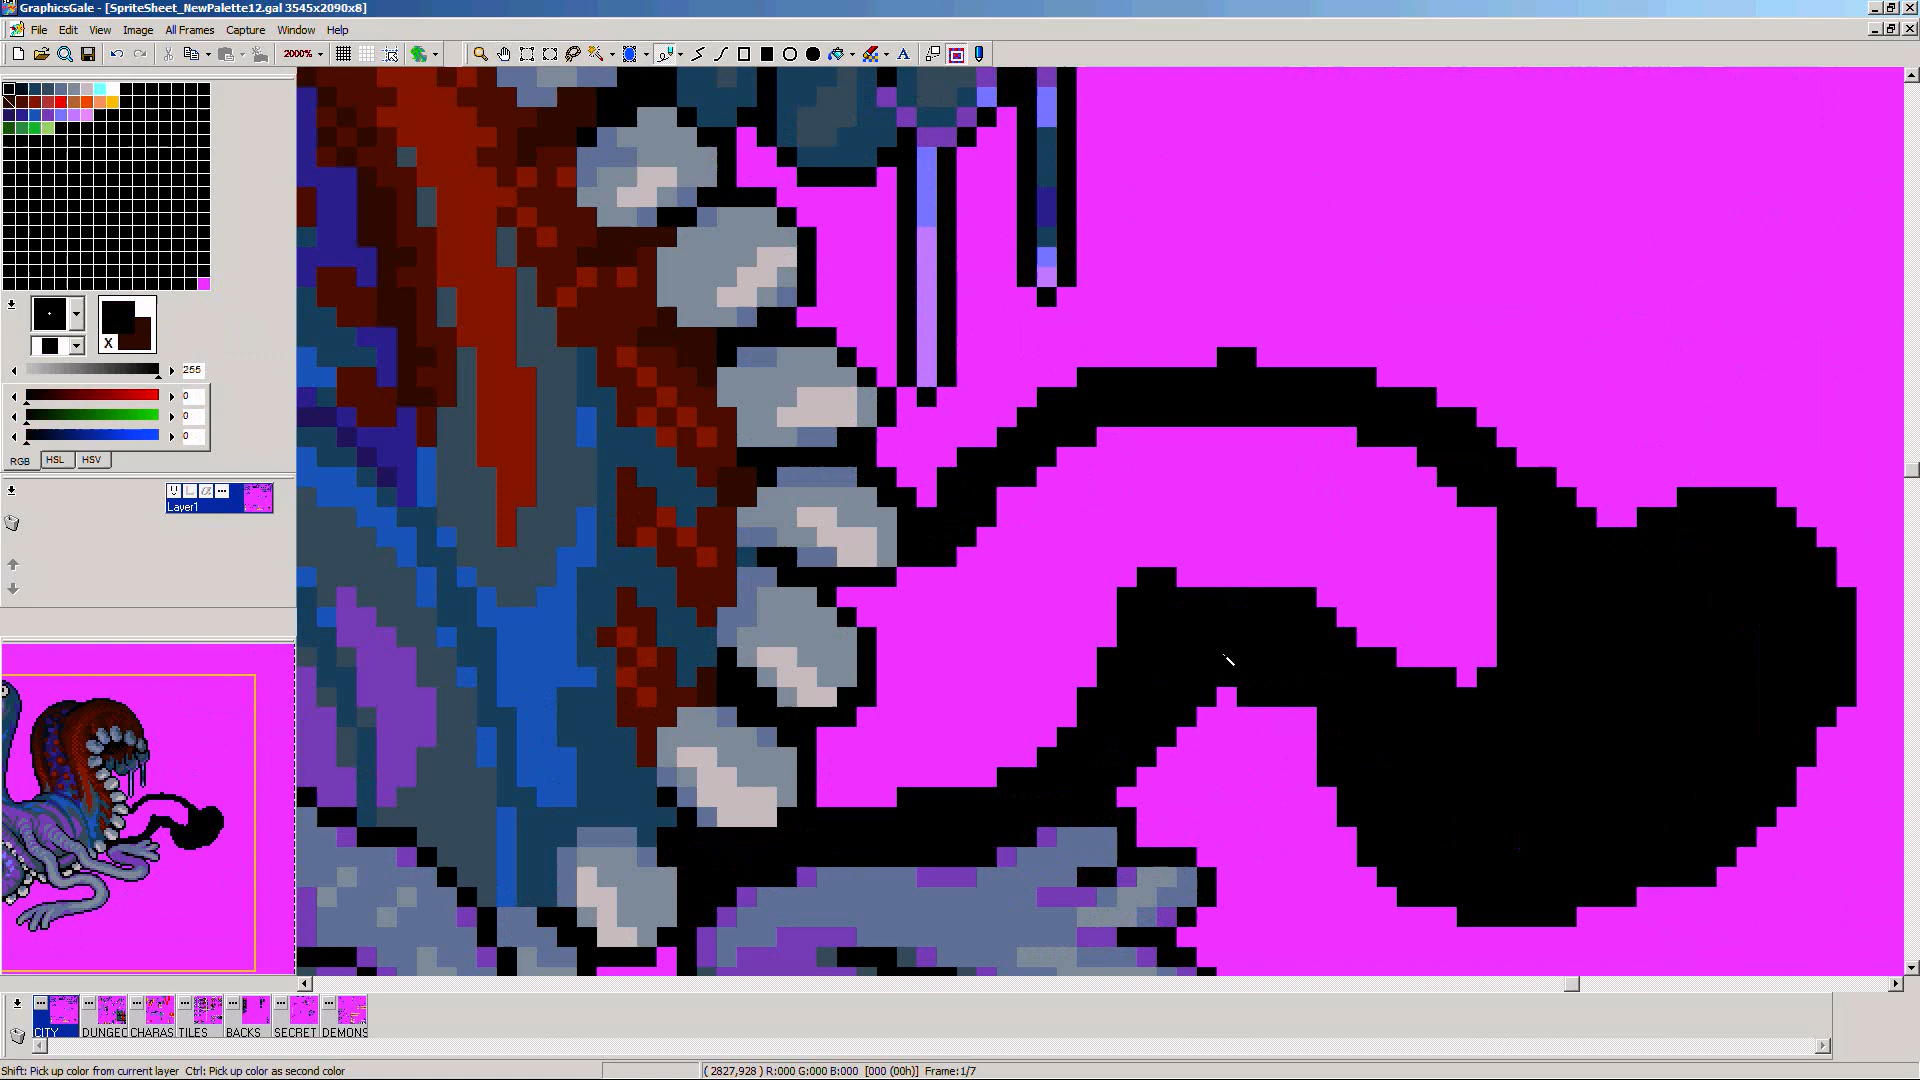 GraphicsGale - [SpriteSheet_NewPalette12.gal 3545x2090x8]
File Edit View Image All Frames Capture Window Help
2000%
A
X
255
0
0
0
RGB HSL HSV
Layer1
CITY DUNGEO CHARAS TILES BACKS SECRET DEMONS
Shift: Pick up color from current layer Ctrl: Pick up color as second color
( 2827,928 ) R:000 G:000 B:000 [000 (00h)] Frame:1/7